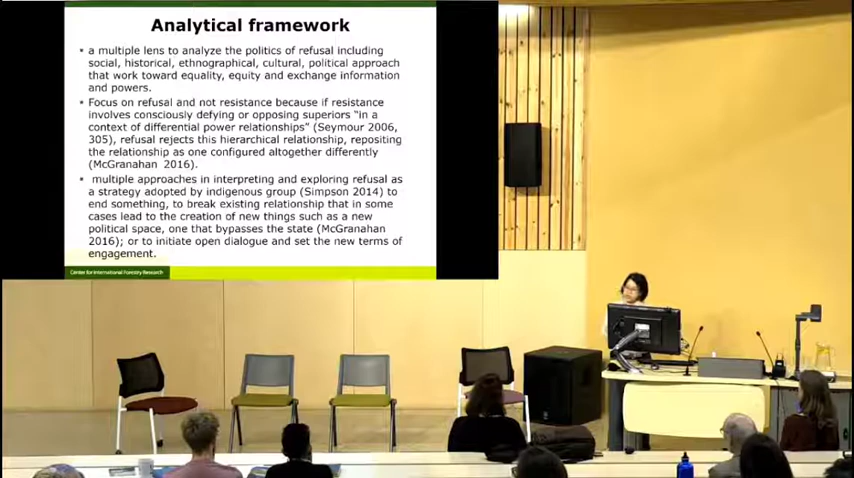 Analytical framework
▪ a multiple lens to analyze the politics of refusal including
social, historical, ethnographical, cultural, political approach
that work toward equality, equity and exchange information
and powers.
▪ Focus on refusal and not resistance because if resistance
involves consciously defying or opposing superiors “in a
context of differential power relationships” (Seymour 2006,
305), refusal rejects this hierarchical relationship, repositing
the relationship as one configured altogether differently
(McGranahan 2016).
▪ multiple approaches in interpreting and exploring refusal as
a strategy adopted by indigenous group (Simpson 2014) to
end something, to break existing relationship that in some
cases lead to the creation of new things such as a new
political space, one that bypasses the state (McGranahan
2016); or to initiate open dialogue and set the new terms of
engagement.
Center for International Forestry Research